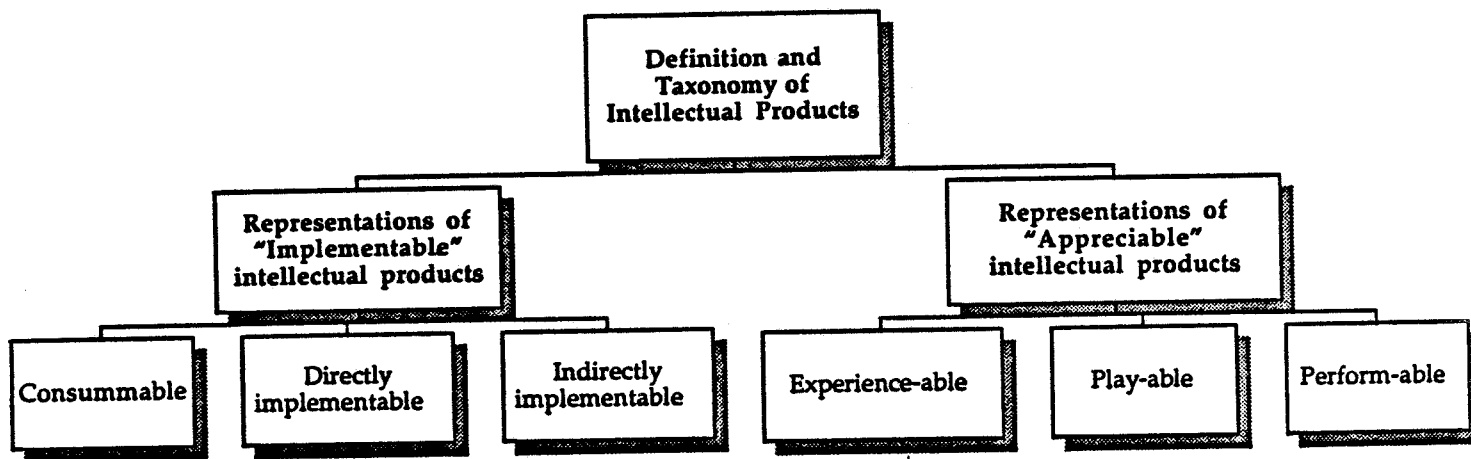 Definition and
Taxonomy of
Intellectual Products
Representations of
"Implementable"
intellectual products
Representations of
"Appreciable"
intellectual products
Consummable
Directly
implementable
Indirectly
implementable
Experience-able
Play-able
Perform-able